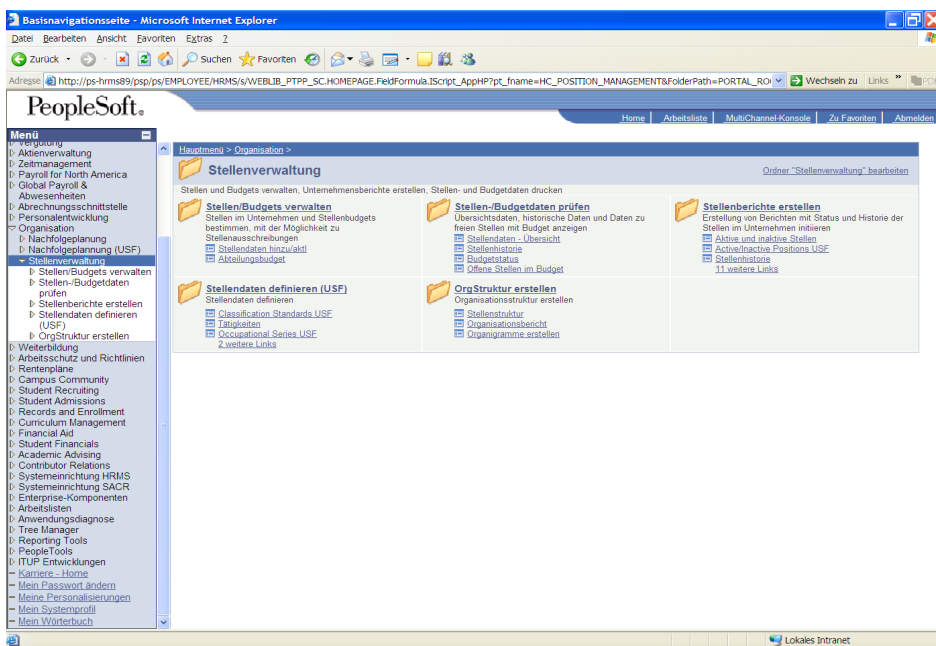 Basisnavigationsseite - Microsoft Internet Explorer
Datei Bearbeiten Ansicht Favoriten Extras ?
Zurück Suchen Favoriten
Adresse http://ps-hrms89/psp/ps/EMPLOYEE/HRMS/s/WEBLIB_PTPP_SC.HOMEPAGE.FieldFormula.IScript_AppHP?pt_fname=HC_POSITION_MANAGEMENT&FolderPath=PORTAL_RO Wechseln zu Links »
PeopleSoft.
Home Arbeitsliste MultiChannel-Konsole Zu Favoriten Abmelden
Menü
Vergütung
Aktienverwaltung
Zeitmanagement
Payroll for North America
Global Payroll &
Abwesenheiten
Abrechnungsschnittstelle
Personalentwicklung
Organisation
Nachfolgeplanung
Nachfolgeplannung (USF)
Stellenverwaltung
Stellen/Budgets verwalten
Stellen-/Budgetdaten
prüfen
Stellenberichte erstellen
Stellendaten definieren
(USF)
OrgStruktur erstellen
Weiterbildung
Arbeitsschutz und Richtlinien
Rentenpläne
Campus Community
Student Recruiting
Student Admissions
Records and Enrollment
Curriculum Management
Financial Aid
Student Financials
Academic Advising
Contributor Relations
Systemeinrichtung HRMS
Systemeinrichtung SACR
Enterprise-Komponenten
Arbeitslisten
Anwendungsdiagnose
Tree Manager
Reporting Tools
PeopleTools
ITUP Entwicklungen
Karriere - Home
Mein Passwort ändern
Meine Personalisierungen
Mein Systemprofil
Mein Wörterbuch
Hauptmenü > Organisation >
Stellenverwaltung
Ordner "Stellenverwaltung" bearbeiten
Stellen und Budgets verwalten, Unternehmensberichte erstellen, Stellen- und Budgetdaten drucken
Stellen/Budgets verwalten
Stellen im Unternehmen und Stellenbudgets
bestimmen, mit der Möglichkeit zu
Stellenausschreibungen
Stellendaten hinzu/aktl
Abteilungsbudget
Stellen-/Budgetdaten prüfen
Übersichtsdaten, historische Daten und Daten zu
freien Stellen mit Budget anzeigen
Stellendaten - Übersicht
Stellenhistorie
Budgetstatus
Offene Stellen im Budget
Stellenberichte erstellen
Erstellung von Berichten mit Status und Historie der
Stellen im Unternehmen initiieren
Aktive und inaktive Stellen
Active/Inactive Positions USF
Stellenhistorie
11 weitere Links
Stellendaten definieren (USF)
Stellendaten definieren
Classification Standards USF
Tätigkeiten
Occupational Series USF
2 weitere Links
OrgStruktur erstellen
Organisationsstruktur erstellen
Stellenstruktur
Organisationsbericht
Organigramme erstellen
Lokales Intranet